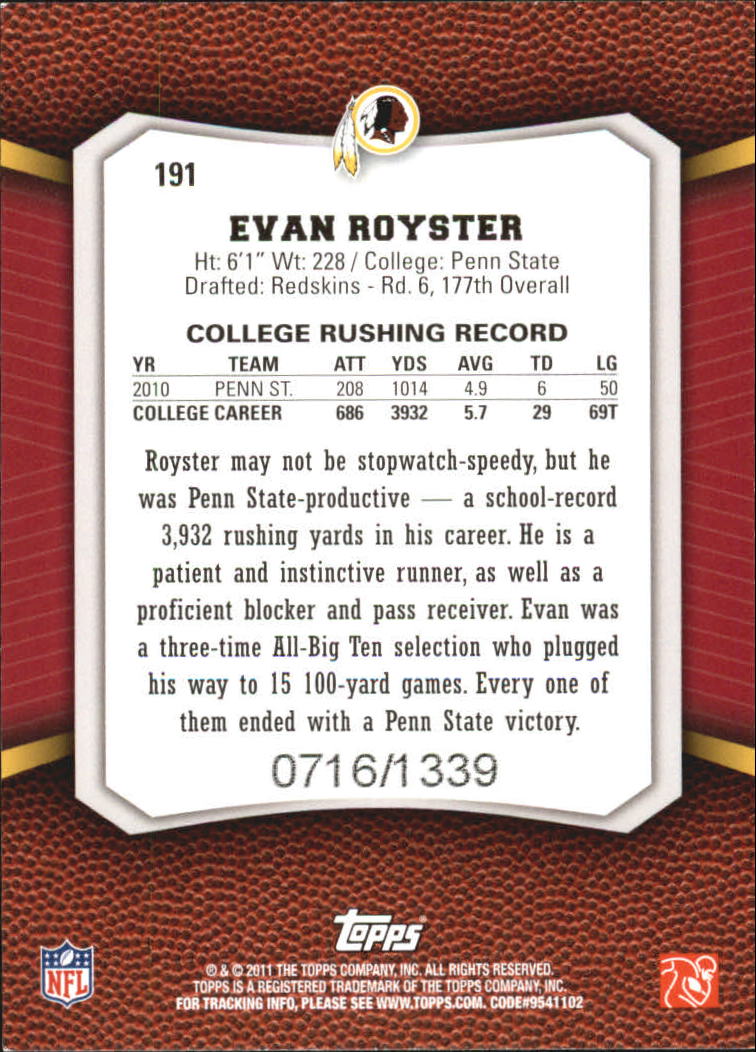 191
EVAN ROYSTER
Ht: 6'1" Wt: 228 / College: Penn State
Drafted: Redskins - Rd. 6, 177th Overall
COLLEGE RUSHING RECORD
YR TEAM ATT YDS AVG TD LG
2010 PENN ST. 208 1014 4.9 6 50
COLLEGE CAREER 686 3932 5.7 29 69T
Royster may not be stopwatch-speedy, but he
was Penn State-productive — a school-record
3,932 rushing yards in his career. He is a
patient and instinctive runner, as well as a
proficient blocker and pass receiver. Evan was
a three-time All-Big Ten selection who plugged
his way to 15 100-yard games. Every one of
them ended with a Penn State victory.
0716/1339
Topps®
NFL
® & © 2011 THE TOPPS COMPANY, INC. ALL RIGHTS RESERVED.
TOPPS IS A REGISTERED TRADEMARK OF THE TOPPS COMPANY, INC.
FOR TRACKING INFO, PLEASE SEE WWW.TOPPS.COM. CODE#9541102